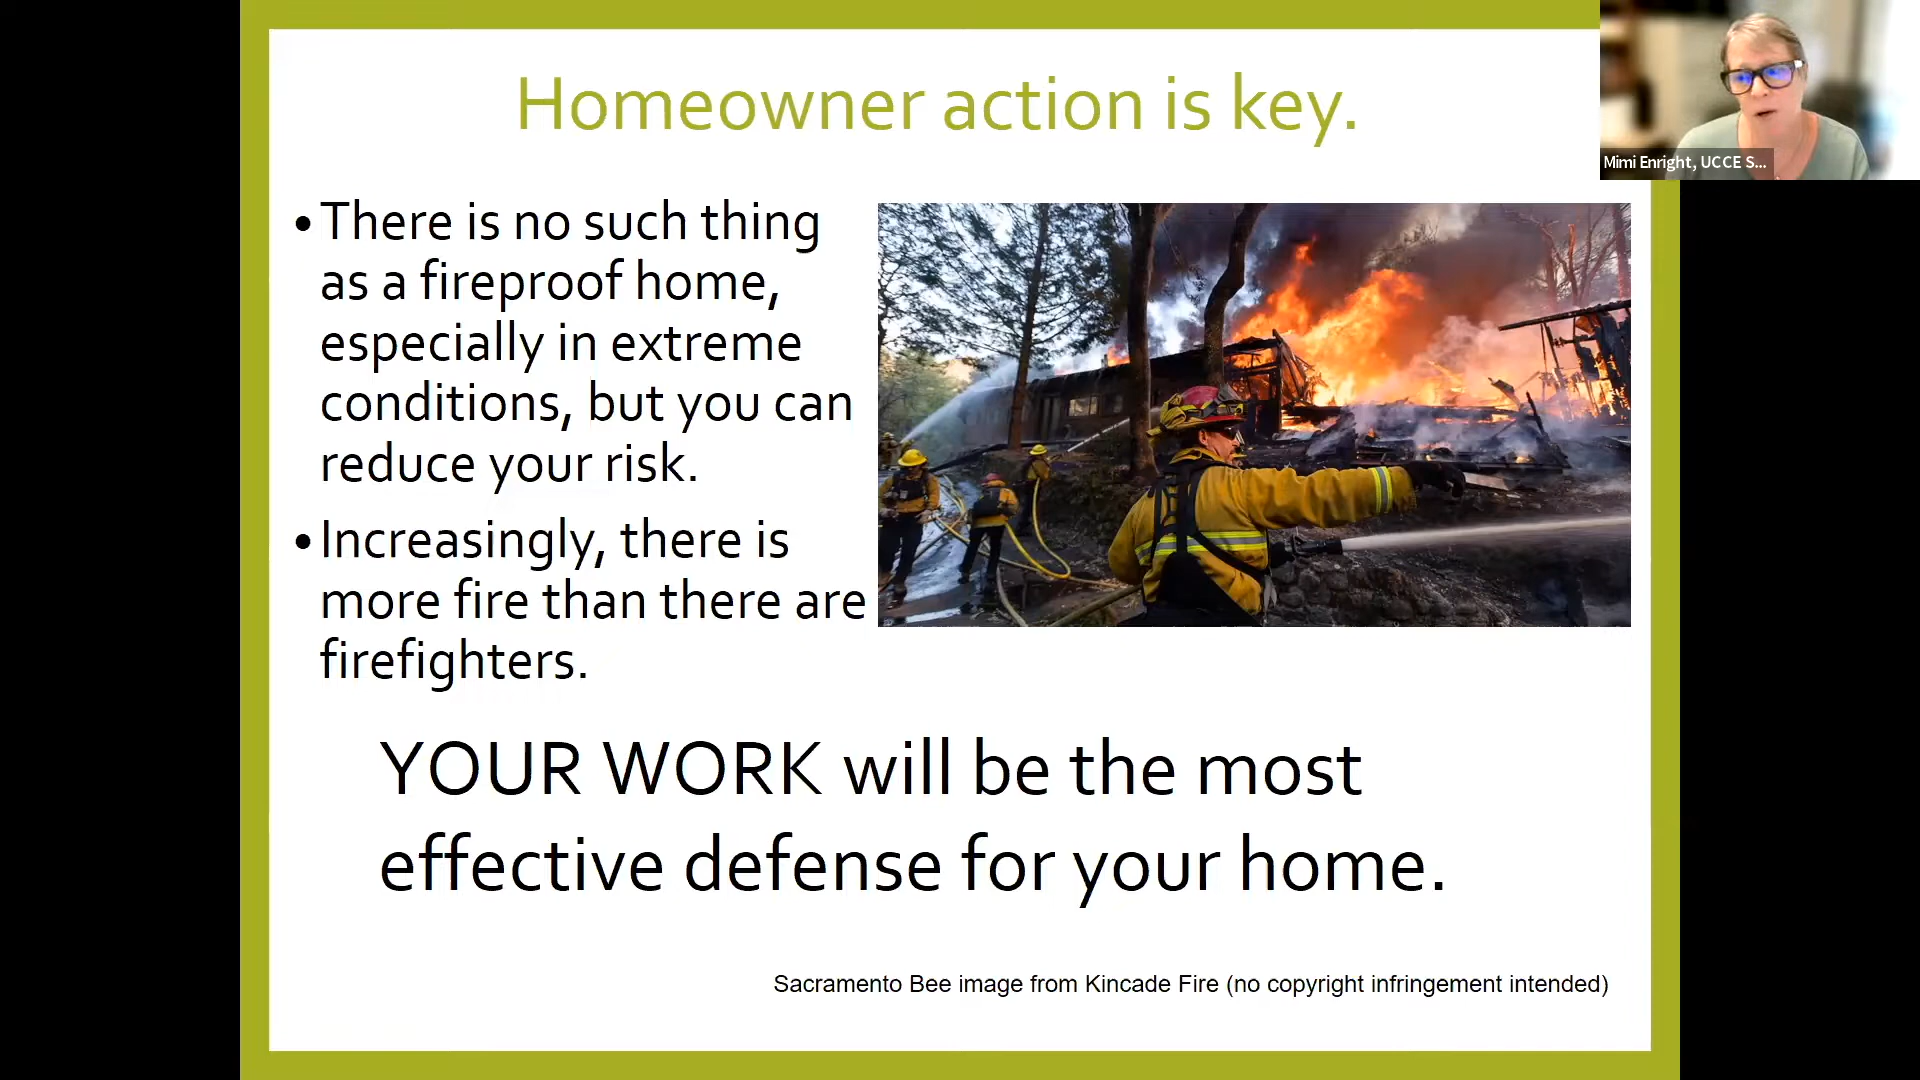 Homeowner action is key.
Mimi Enright, UCCE S...
•There is no such thing
as a fireproof home,
especially in extreme
conditions, but you can
reduce your risk.
•Increasingly, there is
more fire than there are
firefighters.
YOUR WORK will be the most
effective defense for your home.
Sacramento Bee image from Kincade Fire (no copyright infringement intended)